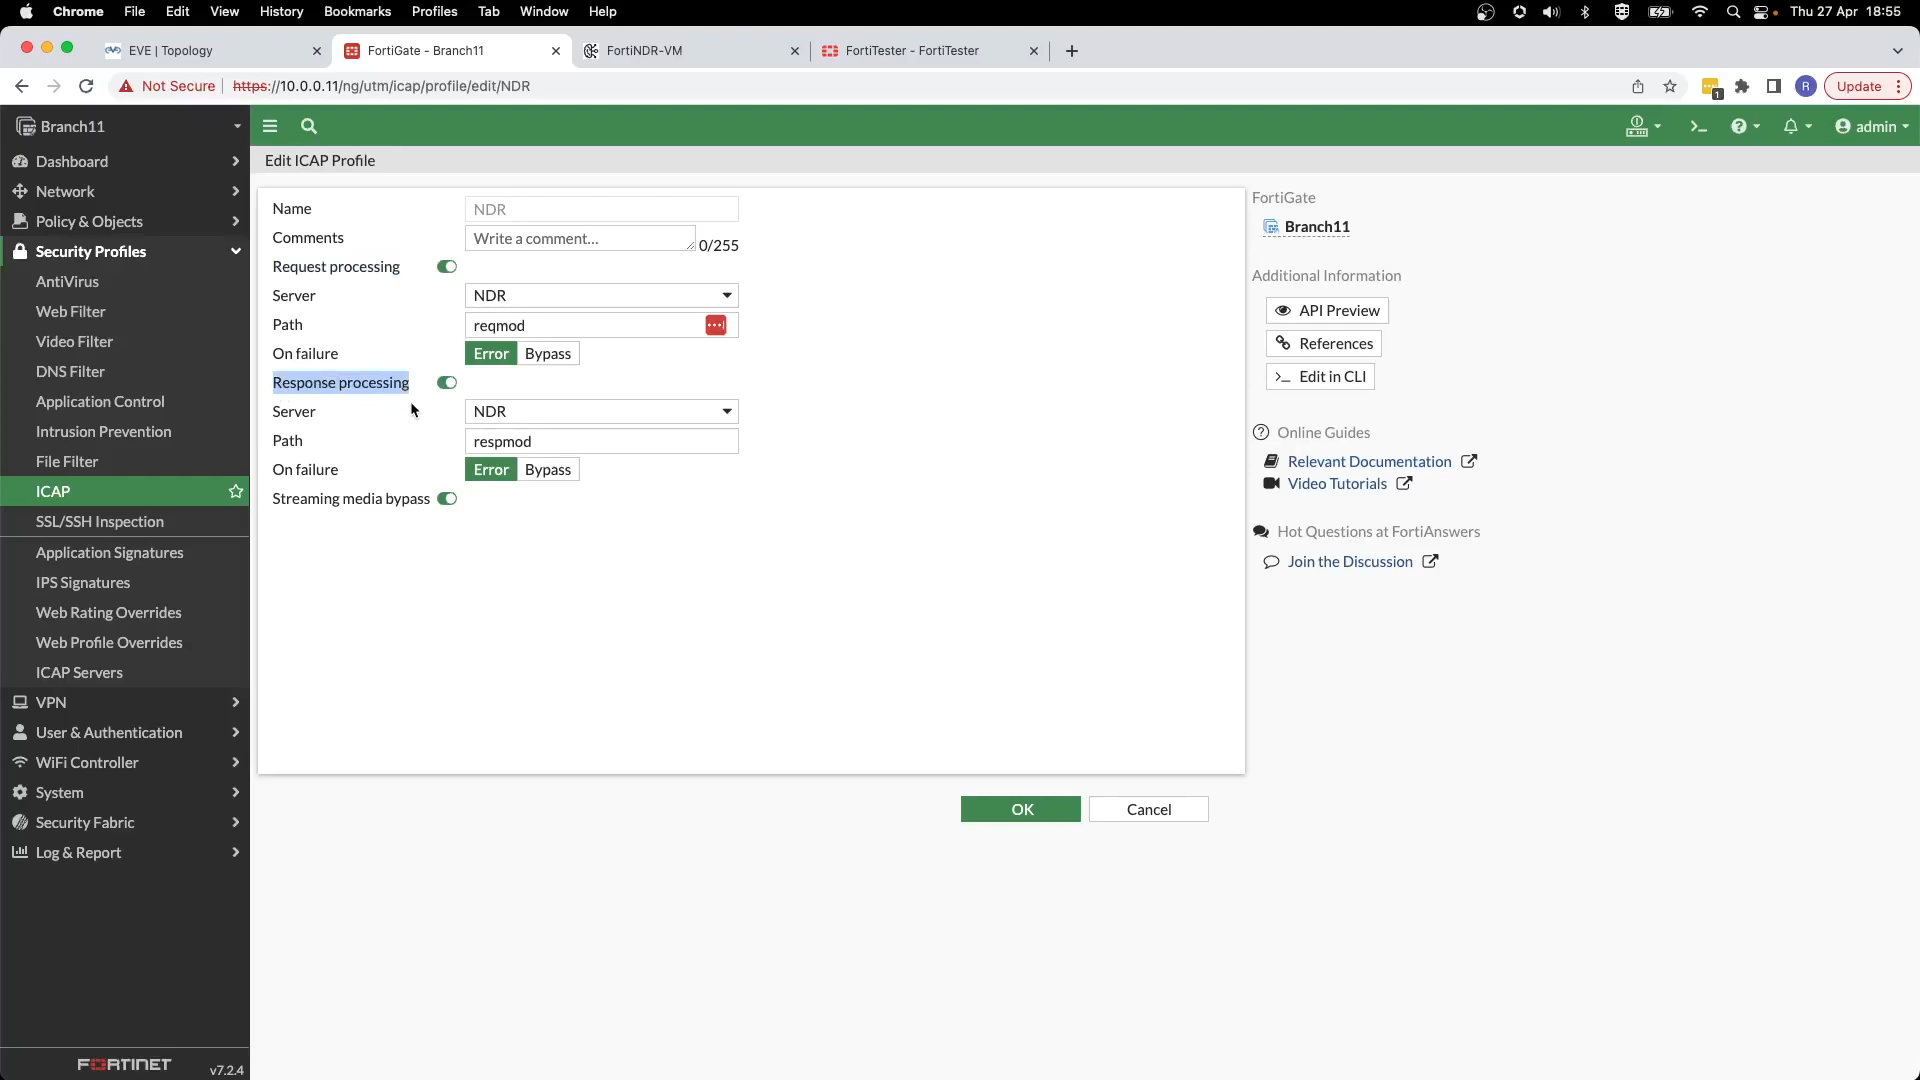 Chrome File Edit View History Bookmarks Profiles Tab Window Help Thu 27 Apr 18:55
EVE | Topology FortiGate - Branch11 FortiNDR-VM FortiTester - FortiTester
Not Secure https://10.0.0.11/ng/utm/icap/profile/edit/NDR 1 R Update
Branch11
Dashboard
Network
Policy & Objects
Security Profiles
AntiVirus
Web Filter
Video Filter
DNS Filter
Application Control
Intrusion Prevention
File Filter
ICAP
SSL/SSH Inspection
Application Signatures
IPS Signatures
Web Rating Overrides
Web Profile Overrides
ICAP Servers
VPN
User & Authentication
WiFi Controller
System
Security Fabric
Log & Report
FORTINET v7.2.4
admin
Edit ICAP Profile
Name NDR
Comments Write a comment... 0/255
Request processing
Server NDR
Path reqmod
On failure Error Bypass
Response processing
Server NDR
Path respmod
On failure Error Bypass
Streaming media bypass
OK Cancel
FortiGate
Branch11
Additional Information
API Preview
References
>_ Edit in CLI
Online Guides
Relevant Documentation
Video Tutorials
Hot Questions at FortiAnswers
Join the Discussion